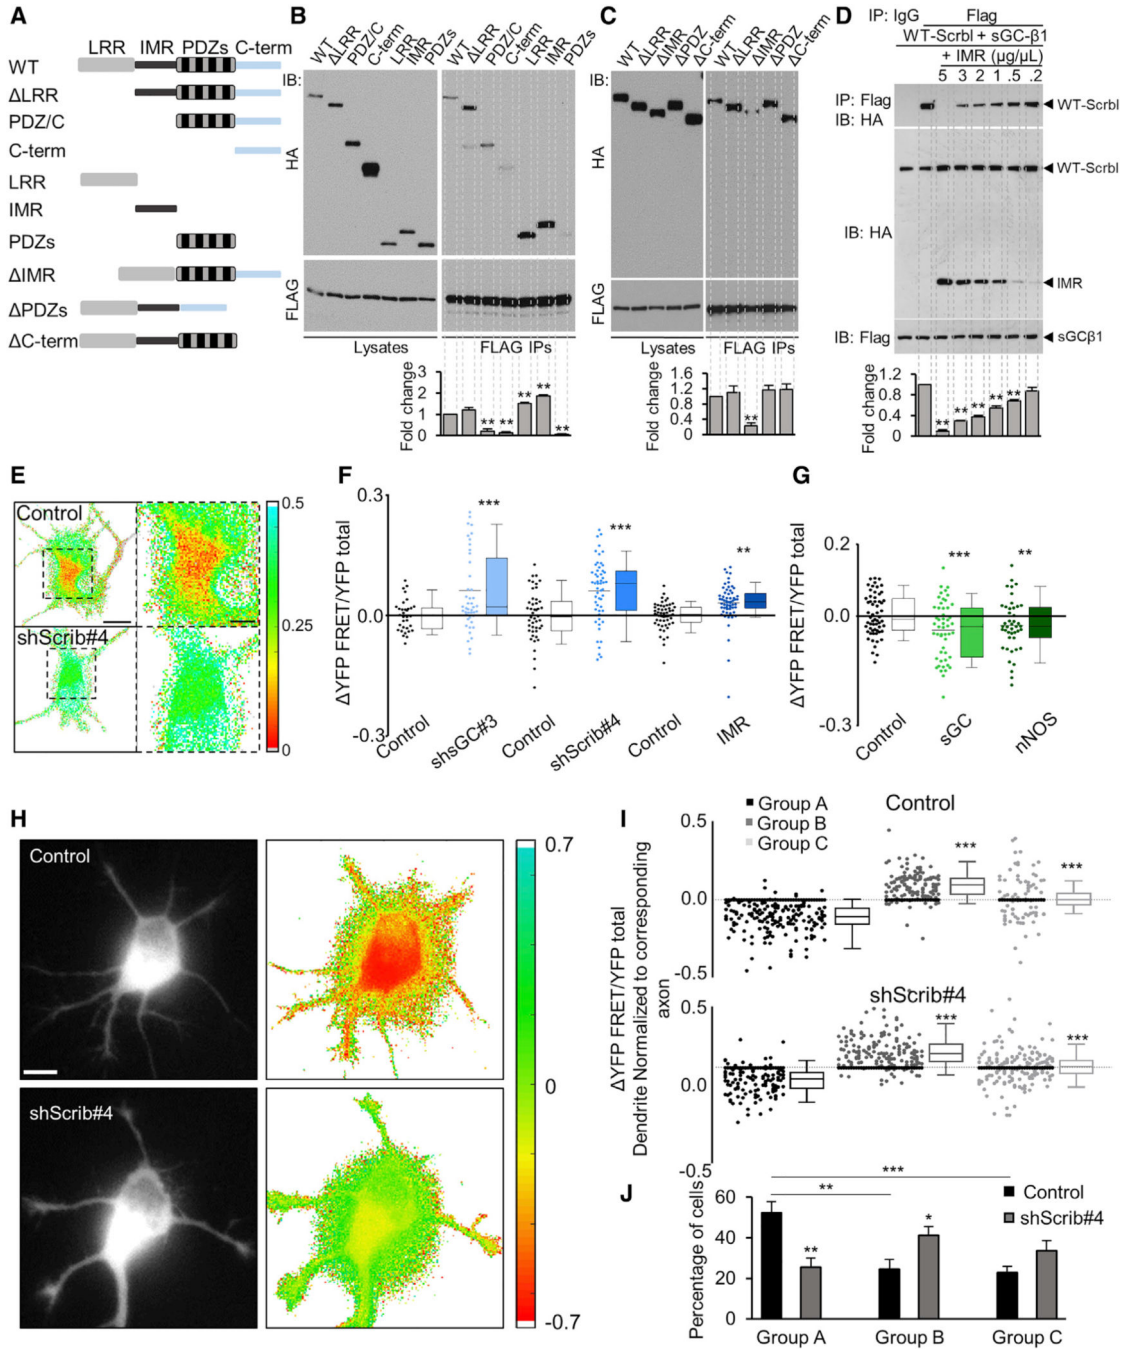 A
LRR IMR PDZs C-term
WT
ΔLRR
PDZ/C
C-term
LRR
IMR
PDZs
ΔIMR
ΔPDZs
ΔC-term
B
WT ΔLRR PDZ/C C-term LRR IMR PDZs WT ΔLRR PDZ/C C-term LRR IMR PDZs
IB:
HA
FLAG
Lysates FLAG IPs
Fold change
3
2
1
0
** ** ** ** **
C
WT ΔLRR ΔIMR ΔPDZ ΔC-term WT ΔLRR ΔIMR ΔPDZ ΔC-term
IB:
HA
FLAG
Lysates FLAG IPs
Fold change
1.6
1.2
0.8
0.4
0
**
D
IP: IgG Flag
WT-Scrbl + sGC-β1
+ IMR (µg/µL)
5 3 2 1 .5 .2
IP: Flag
IB: HA
WT-Scrbl
WT-Scrbl
IB: HA
IMR
IB: Flag
sGCβ1
Fold change
1.2
0.8
0.4
0
** ** ** ** **
E
Control
shScrib#4
0.5
0.25
0
F
ΔYFP FRET/YFP total
0.3
0.0
-0.3
*** *** **
Control shsGC#3 Control shScrib#4 Control IMR
G
ΔYFP FRET/YFP total
0.2
0.0
-0.3
*** **
Control sGC nNOS
H
Control
shScrib#4
0.7
0
-0.7
I
Group A
Group B
Group C
Control
ΔYFP FRET/YFP total
Dendrite Normalized to corresponding
axon
0.5
0.0
-0.5
*** ***
shScrib#4
0.5
0.0
-0.5
*** ***
J
Percentage of cells
60
40
20
0
** *** ** *
Control
shScrib#4
Group A Group B Group C